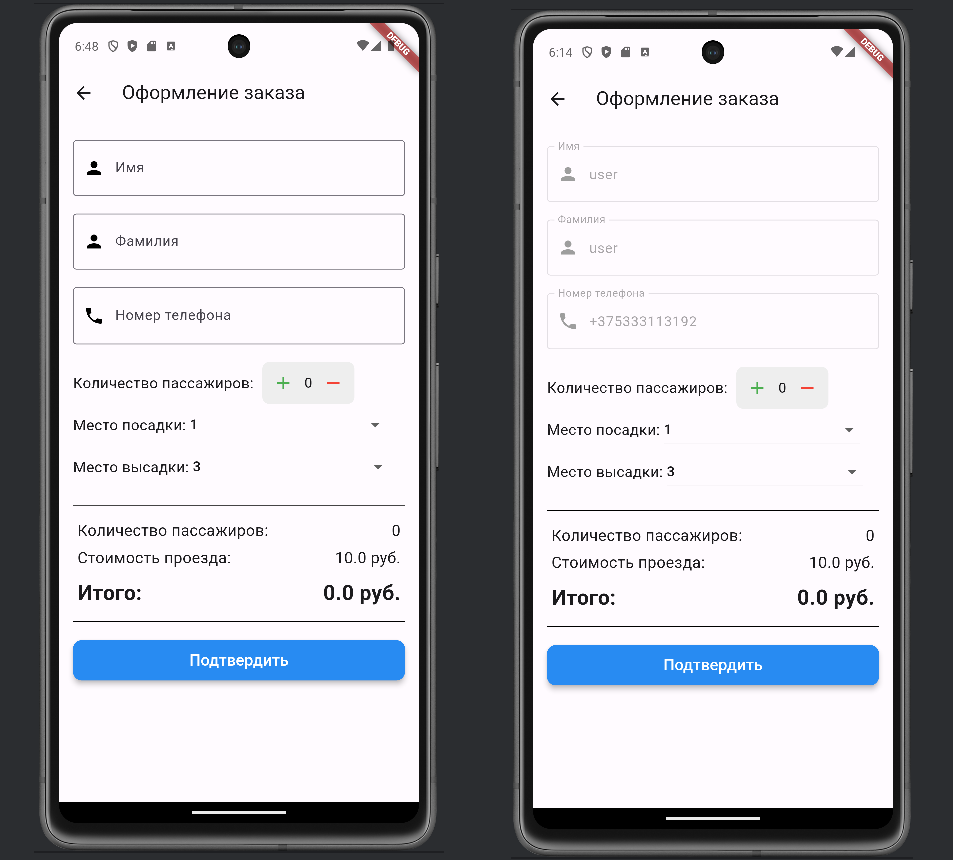 6:48
DEBUG
Оформление заказа
Имя
Фамилия
Номер телефона
Количество пассажиров: + 0 −
Место посадки: 1
Место высадки: 3
Количество пассажиров: 0
Стоимость проезда: 10.0 руб.
Итого: 0.0 руб.
Подтвердить
6:14
DEBUG
Оформление заказа
Имя
user
Фамилия
user
Номер телефона
+375333113192
Количество пассажиров: + 0 −
Место посадки: 1
Место высадки: 3
Количество пассажиров: 0
Стоимость проезда: 10.0 руб.
Итого: 0.0 руб.
Подтвердить